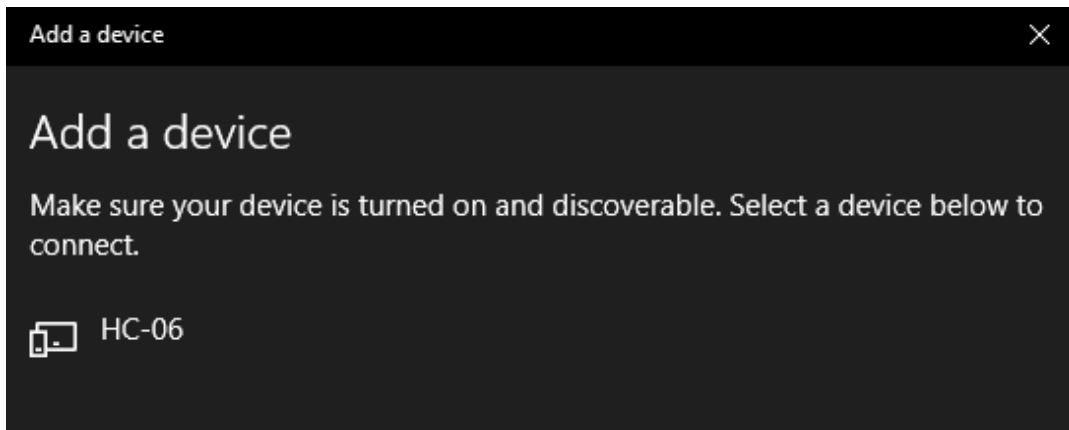 Add a device
Add a device
Make sure your device is turned on and discoverable. Select a device below to
connect.
HC-06